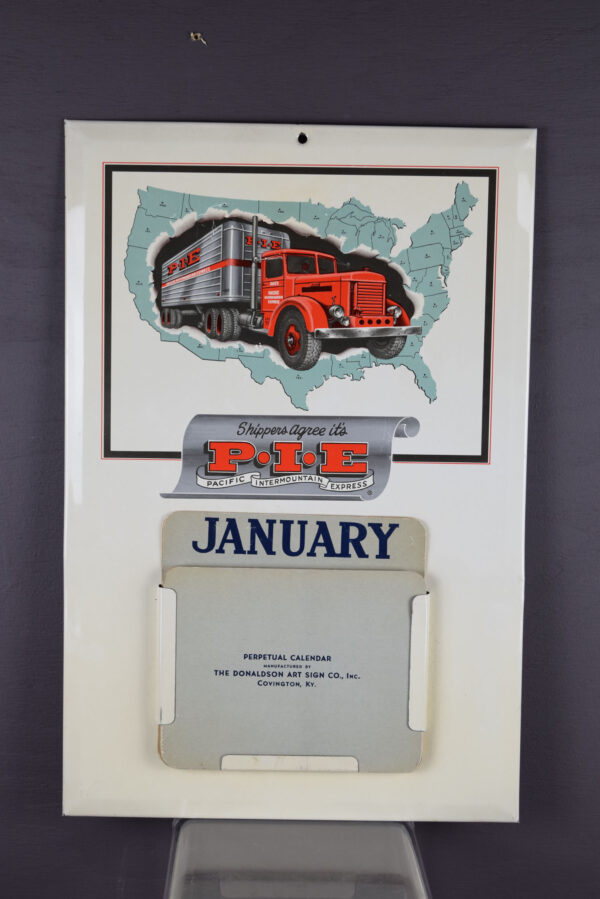 P·I·E
P·I·E
Shippers agree it's
P·I·E
PACIFIC INTERMOUNTAIN EXPRESS
®
JANUARY
PERPETUAL CALENDAR
MANUFACTURED BY
THE DONALDSON ART SIGN CO., INC.
COVINGTON, KY.